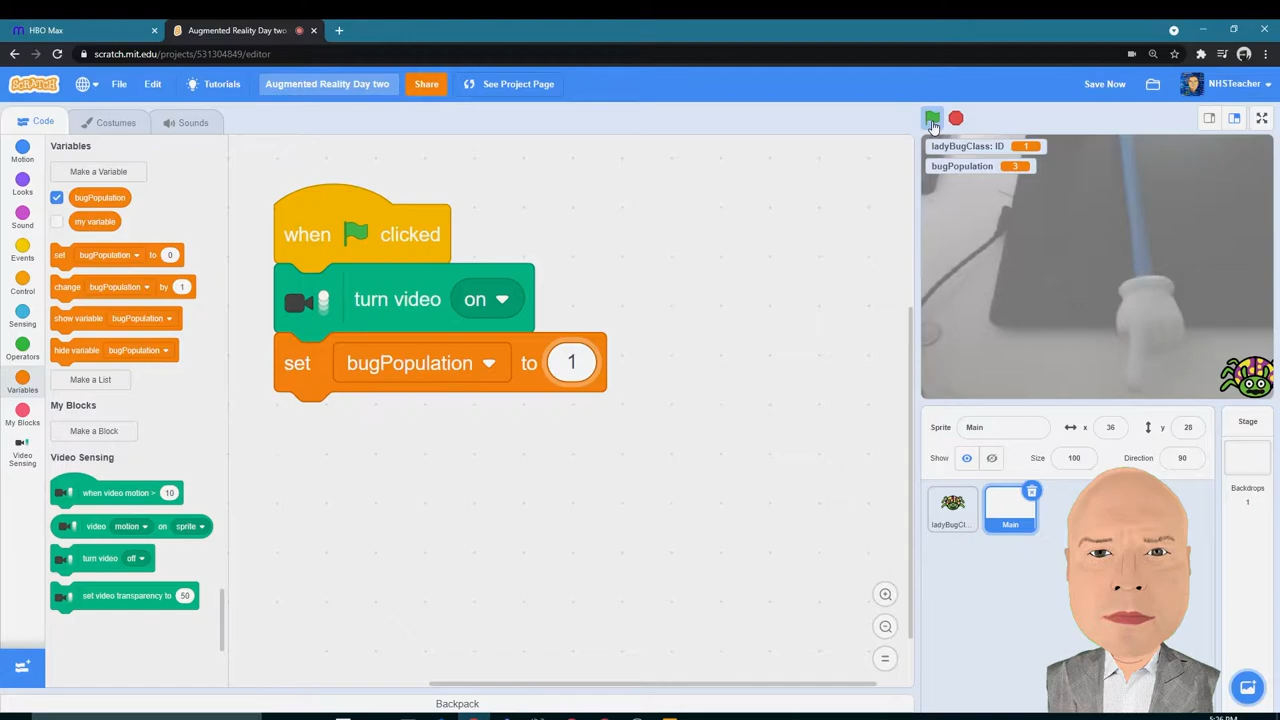 HBO Max
Augmented Reality Day two
scratch.mit.edu/projects/531304849/editor
SCRATCH
File
Edit
Tutorials
Augmented Reality Day two
Share
See Project Page
Save Now
NHSTeacher
Code
Costumes
Sounds
Motion
Looks
Sound
Events
Control
Sensing
Operators
Variables
My Blocks
Video Sensing
Variables
Make a Variable
bugPopulation
my variable
set bugPopulation to 0
change bugPopulation by 1
show variable bugPopulation
hide variable bugPopulation
Make a List
My Blocks
Make a Block
Video Sensing
when video motion > 10
video motion on sprite
turn video off
set video transparency to 50
when clicked
turn video on
set bugPopulation to 1
Backpack
ladyBugClass: ID 1
bugPopulation 3
Sprite Main x 36 y 28
Show Size 100 Direction 90
ladyBugCl...
Main
Stage
Backdrops
1
5:26 PM